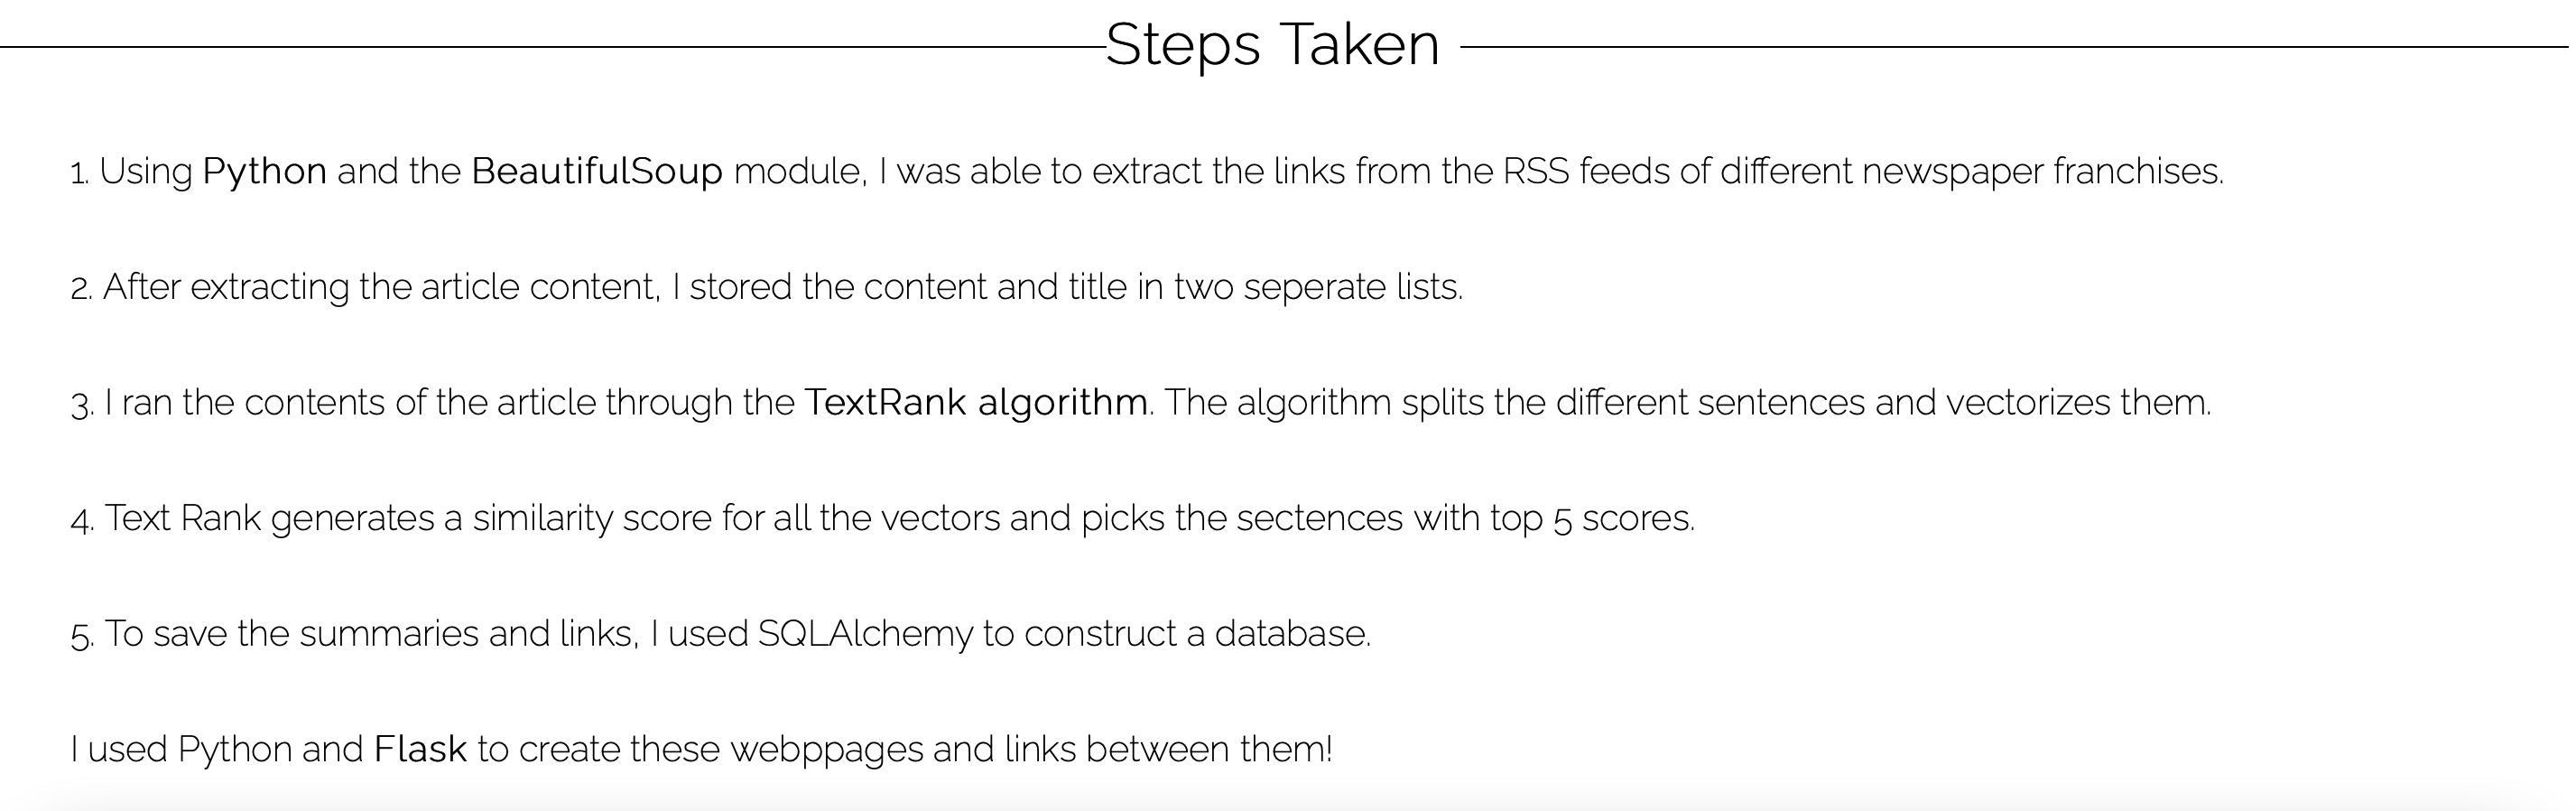 Steps Taken
1. Using Python and the BeautifulSoup module, I was able to extract the links from the RSS feeds of different newspaper franchises.
2. After extracting the article content, I stored the content and title in two seperate lists.
3. I ran the contents of the article through the TextRank algorithm. The algorithm splits the different sentences and vectorizes them.
4. Text Rank generates a similarity score for all the vectors and picks the sectences with top 5 scores.
5. To save the summaries and links, I used SQLAlchemy to construct a database.
I used Python and Flask to create these webppages and links between them!